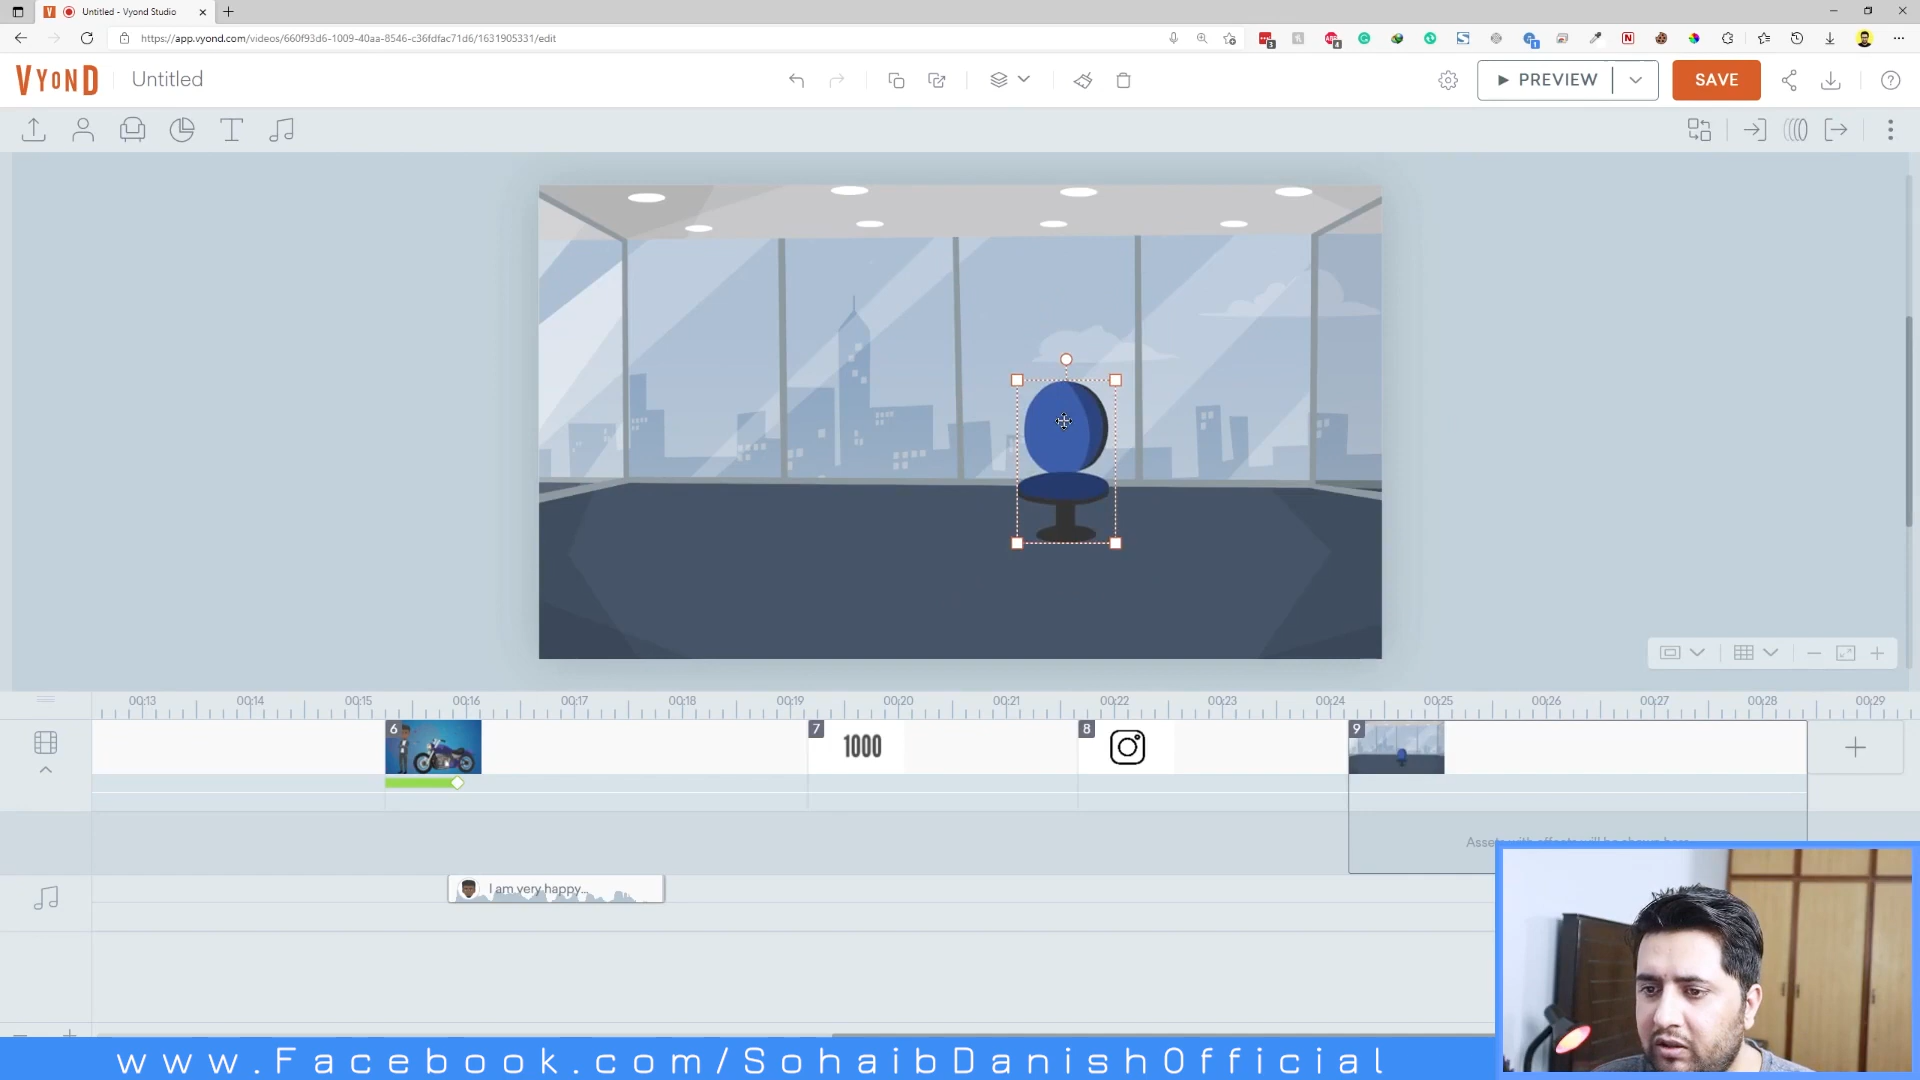 Untitled - Vyond Studio
https://app.vyond.com/videos/660f93d6-1009-40aa-8546-c36fdfac71d6/1631905331/edit
VYOND
Untitled
PREVIEW
SAVE
00:13 00:14 00:15 00:16 00:17 00:18 00:19 00:20 00:21 00:22 00:23 00:24 00:25 00:26 00:27 00:28 00:29
6 7 1000 8 9
I am very happy...
www.Facebook.com/SohaibDanishOfficial